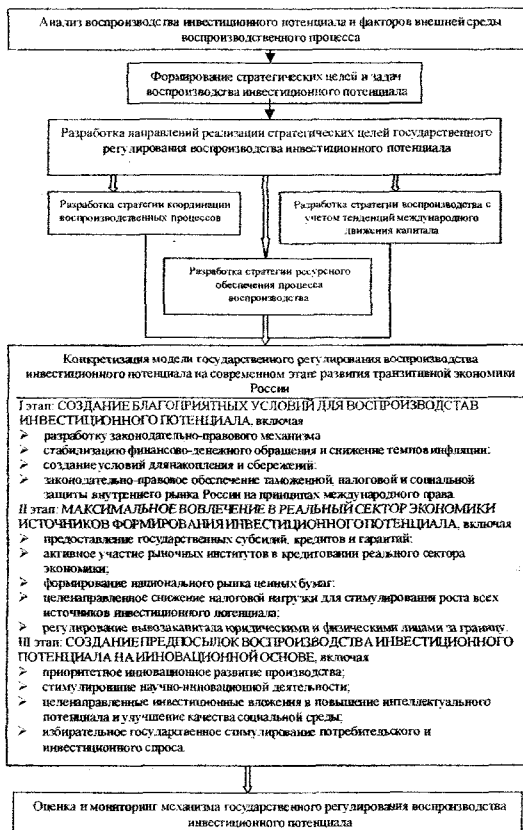 Анализ воспроизводства инвестиционного потенциала и факторов внешней среды
воспроизводственного процесса
Формирование стратегических целей и задач
воспроизводства инвестиционного потенциала
Разработка направлений реализации стратегических целей государственного
регулирования воспроизводства инвестиционного потенциала
Разработка стратегии координации
воспроизводственных процессов
Разработка стратегии воспроизводства с
учетом тенденций международного
движения капитала
Разработка стратегии ресурсного
обеспечения процесса
воспроизводства
Конкретизация модели государственного регулирования воспроизводства
инвестиционного потенциала на современном этапе развития транзитивной экономики
России
I этап: СОЗДАНИЕ БЛАГОПРИЯТНЫХ УСЛОВИЙ ДЛЯ ВОСПРОИЗВОДСТАВ
ИНВЕСТИЦИОННОГО ПОТЕНЦИАЛА, включая
➢ разработку законодательно-правового механизма
➢ стабилизацию финансово-денежного обращения и снижение темпов инфляции;
➢ создание условий для накопления и сбережений;
➢ законодательно-правовое обеспечение таможенной, налоговой и социальной
защиты внутреннего рынка России на принципах международного права.
II этап: МАКСИМАЛЬНОЕ ВОВЛЕЧЕНИЕ В РЕАЛЬНЫЙ СЕКТОР ЭКОНОМИКИ
ИСТОЧНИКОВ ФОРМИРОВАНИЯ ИНВЕСТИЦИОННОГО ПОТЕНЦИАЛА, включая
➢ предоставление государственных субсидий, кредитов и гарантий;
➢ активное участие рыночных институтов в кредитовании реального сектора
экономики;
➢ формирование национального рынка ценных бумаг;
➢ целенаправленное снижение налоговой нагрузки для стимулирования роста всех
источников инвестиционного потенциала;
➢ регулирование вывоза капитала юридическими и физическими лицами за границу.
III этап: СОЗДАНИЕ ПРЕДПОСЫЛОК ВОСПРОИЗВОДСТВА ИНВЕСТИЦИОННОГО
ПОТЕНЦИАЛА НА ИННОВАЦИОННОЙ ОСНОВЕ, включая
➢ приоритетное инновационное развитие производства;
➢ стимулирование научно-инновационной деятельности;
➢ целенаправленные инвестиционные вложения в повышение интеллектуального
потенциала и улучшение качества социальной среды;
➢ избирательное государственное стимулирование потребительского и
инвестиционного спроса.
Оценка и мониторинг механизма государственного регулирования воспроизводства
инвестиционного потенциала